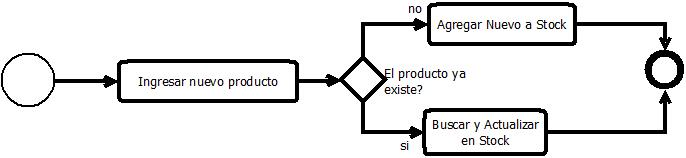 no
Agregar Nuevo a Stock
Ingresar nuevo producto
El producto ya
existe?
si
Buscar y Actualizar
en Stock